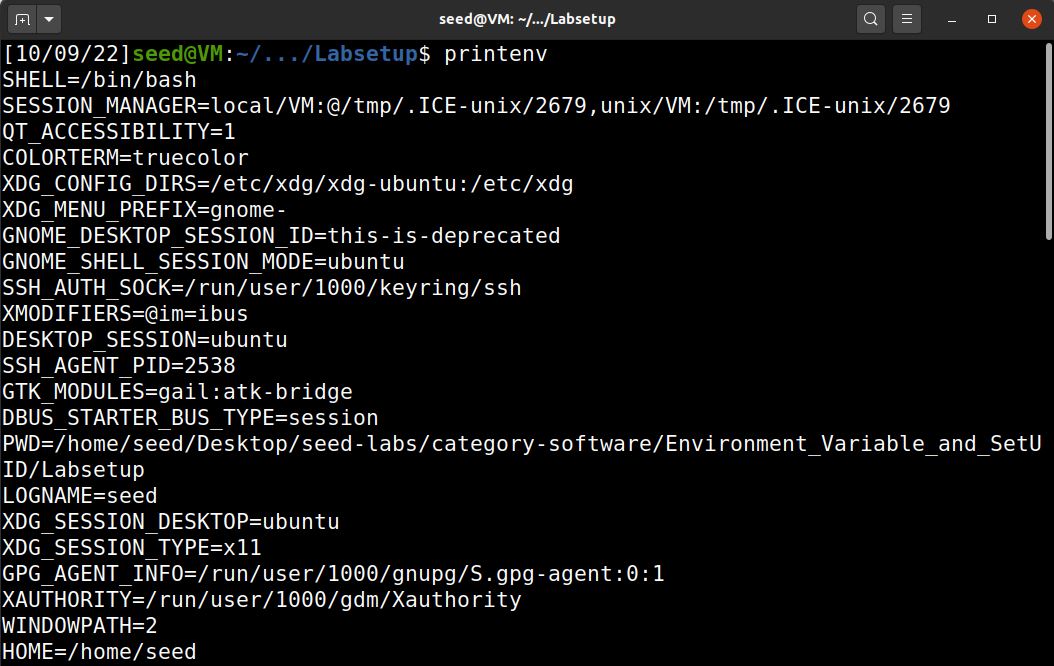 seed@VM: ~/.../Labsetup
[10/09/22]seed@VM:~/.../Labsetup$ printenv
SHELL=/bin/bash
SESSION_MANAGER=local/VM:@/tmp/.ICE-unix/2679,unix/VM:/tmp/.ICE-unix/2679
QT_ACCESSIBILITY=1
COLORTERM=truecolor
XDG_CONFIG_DIRS=/etc/xdg/xdg-ubuntu:/etc/xdg
XDG_MENU_PREFIX=gnome-
GNOME_DESKTOP_SESSION_ID=this-is-deprecated
GNOME_SHELL_SESSION_MODE=ubuntu
SSH_AUTH_SOCK=/run/user/1000/keyring/ssh
XMODIFIERS=@im=ibus
DESKTOP_SESSION=ubuntu
SSH_AGENT_PID=2538
GTK_MODULES=gail:atk-bridge
DBUS_STARTER_BUS_TYPE=session
PWD=/home/seed/Desktop/seed-labs/category-software/Environment_Variable_and_SetU
ID/Labsetup
LOGNAME=seed
XDG_SESSION_DESKTOP=ubuntu
XDG_SESSION_TYPE=x11
GPG_AGENT_INFO=/run/user/1000/gnupg/S.gpg-agent:0:1
XAUTHORITY=/run/user/1000/gdm/Xauthority
WINDOWPATH=2
HOME=/home/seed